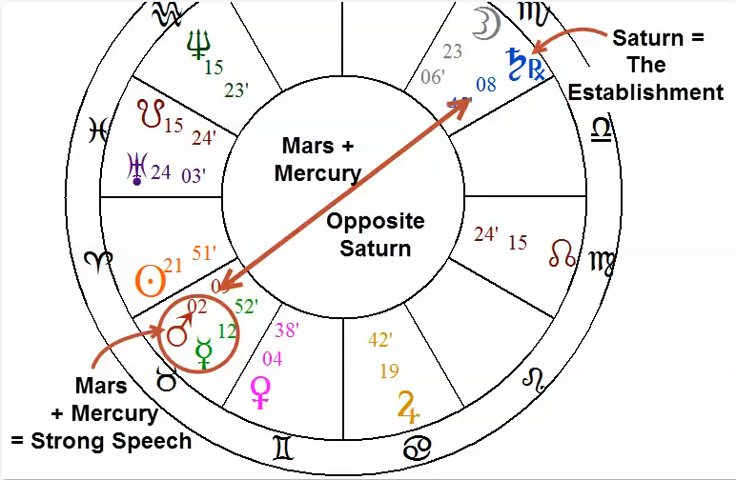 Saturn =
The
Establishment
23
06'
08
15
23'
Mars +
Mercury
15
24'
24
03'
Opposite
Saturn
24'
15
21
51'
02
52'
12
38'
04
42'
19
Mars
+ Mercury
= Strong Speech